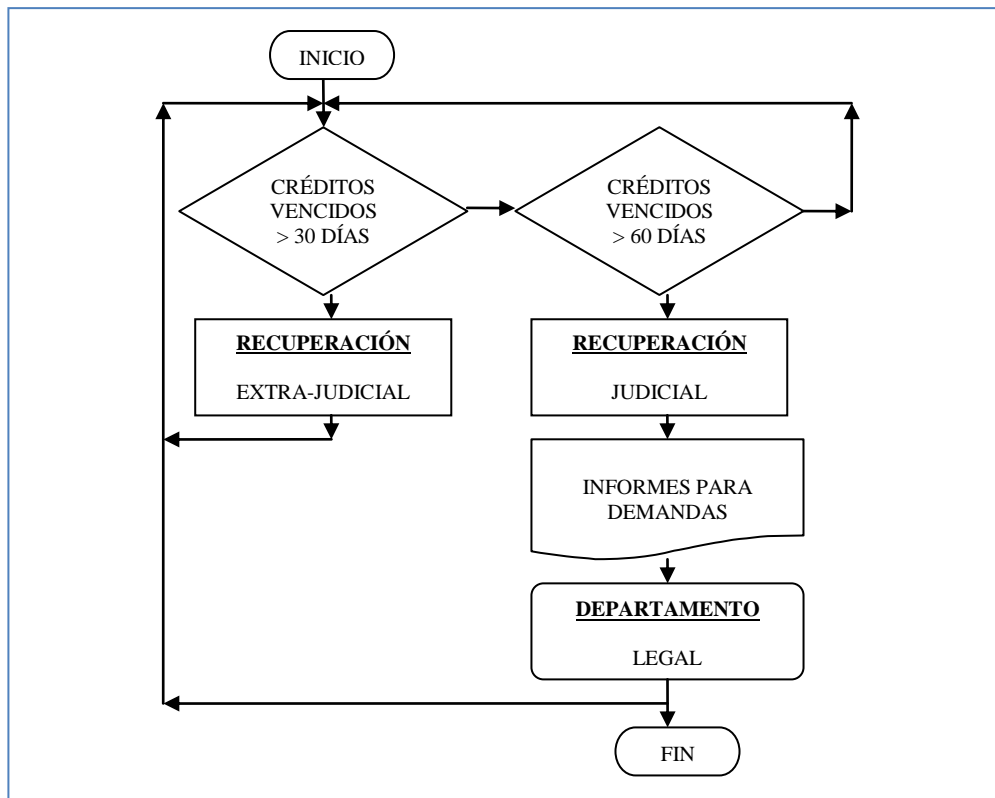 INICIO
CRÉDITOS
VENCIDOS
> 30 DÍAS
CRÉDITOS
VENCIDOS
> 60 DÍAS
RECUPERACIÓN
EXTRA-JUDICIAL
RECUPERACIÓN
JUDICIAL
INFORMES PARA
DEMANDAS
DEPARTAMENTO
LEGAL
FIN